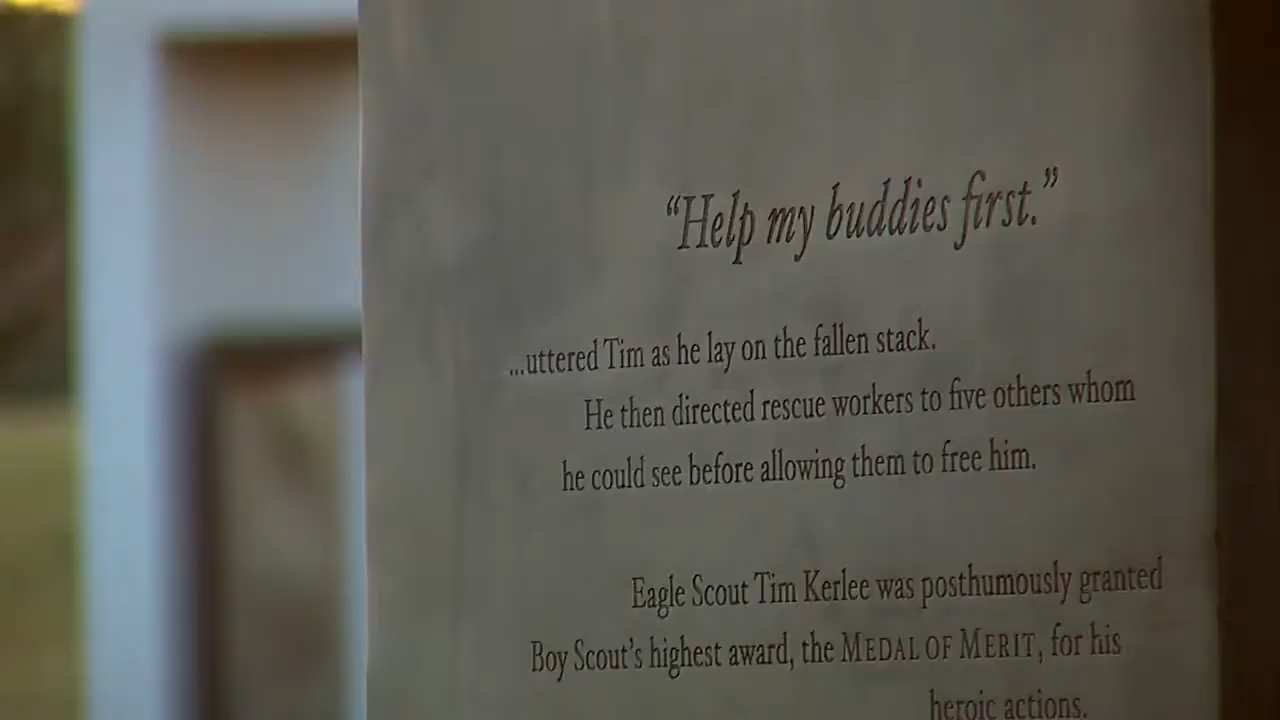 “Help my buddies first.”
...uttered Tim as he lay on the fallen stack.
He then directed rescue workers to five others whom
he could see before allowing them to free him.
Eagle Scout Tim Kerlee was posthumously granted
Boy Scout’s highest award, the MEDAL OF MERIT, for his
heroic actions.